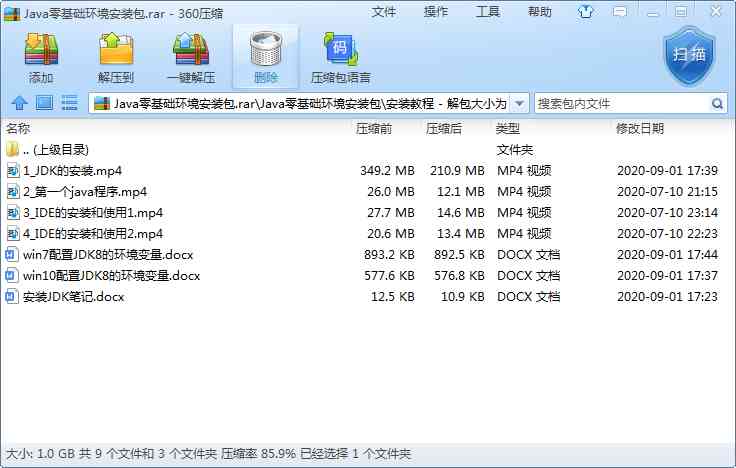 Java零基础环境安装包.rar - 360压缩
文件 操作 工具 帮助
添加 解压到 一键解压 删除 码 压缩包语言 扫描
Java零基础环境安装包.rar\Java零基础环境安装包\安装教程 - 解包大小为 搜索包内文件
名称 压缩前 压缩后 类型 修改日期
.. (上级目录) 文件夹
1_JDK的安装.mp4 349.2 MB 210.9 MB MP4 视频 2020-09-01 17:39
2_第一个java程序.mp4 26.0 MB 12.1 MB MP4 视频 2020-07-10 21:15
3_IDE的安装和使用1.mp4 27.7 MB 14.6 MB MP4 视频 2020-07-10 23:14
4_IDE的安装和使用2.mp4 20.6 MB 13.4 MB MP4 视频 2020-07-10 22:23
win7配置JDK8的环境变量.docx 893.2 KB 892.5 KB DOCX 文档 2020-09-01 17:44
win10配置JDK8的环境变量.docx 577.6 KB 576.8 KB DOCX 文档 2020-09-01 17:37
安装JDK笔记.docx 12.5 KB 10.9 KB DOCX 文档 2020-09-01 17:23
大小: 1.0 GB 共 9 个文件和 3 个文件夹 压缩率 85.9% 已经选择 1 个文件夹